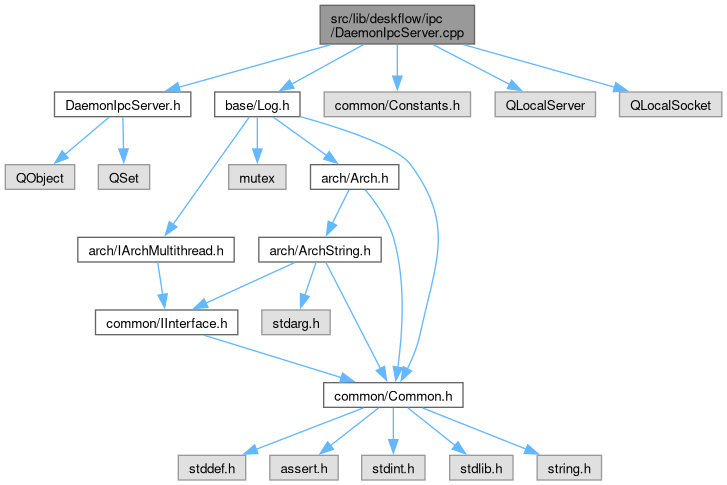 src/lib/deskflow/ipc
/DaemonIpcServer.cpp
DaemonIpcServer.h
base/Log.h
common/Constants.h
QLocalServer
QLocalSocket
QObject
QSet
mutex
arch/Arch.h
arch/IArchMultithread.h
arch/ArchString.h
common/IInterface.h
stdarg.h
common/Common.h
stddef.h
assert.h
stdint.h
stdlib.h
string.h